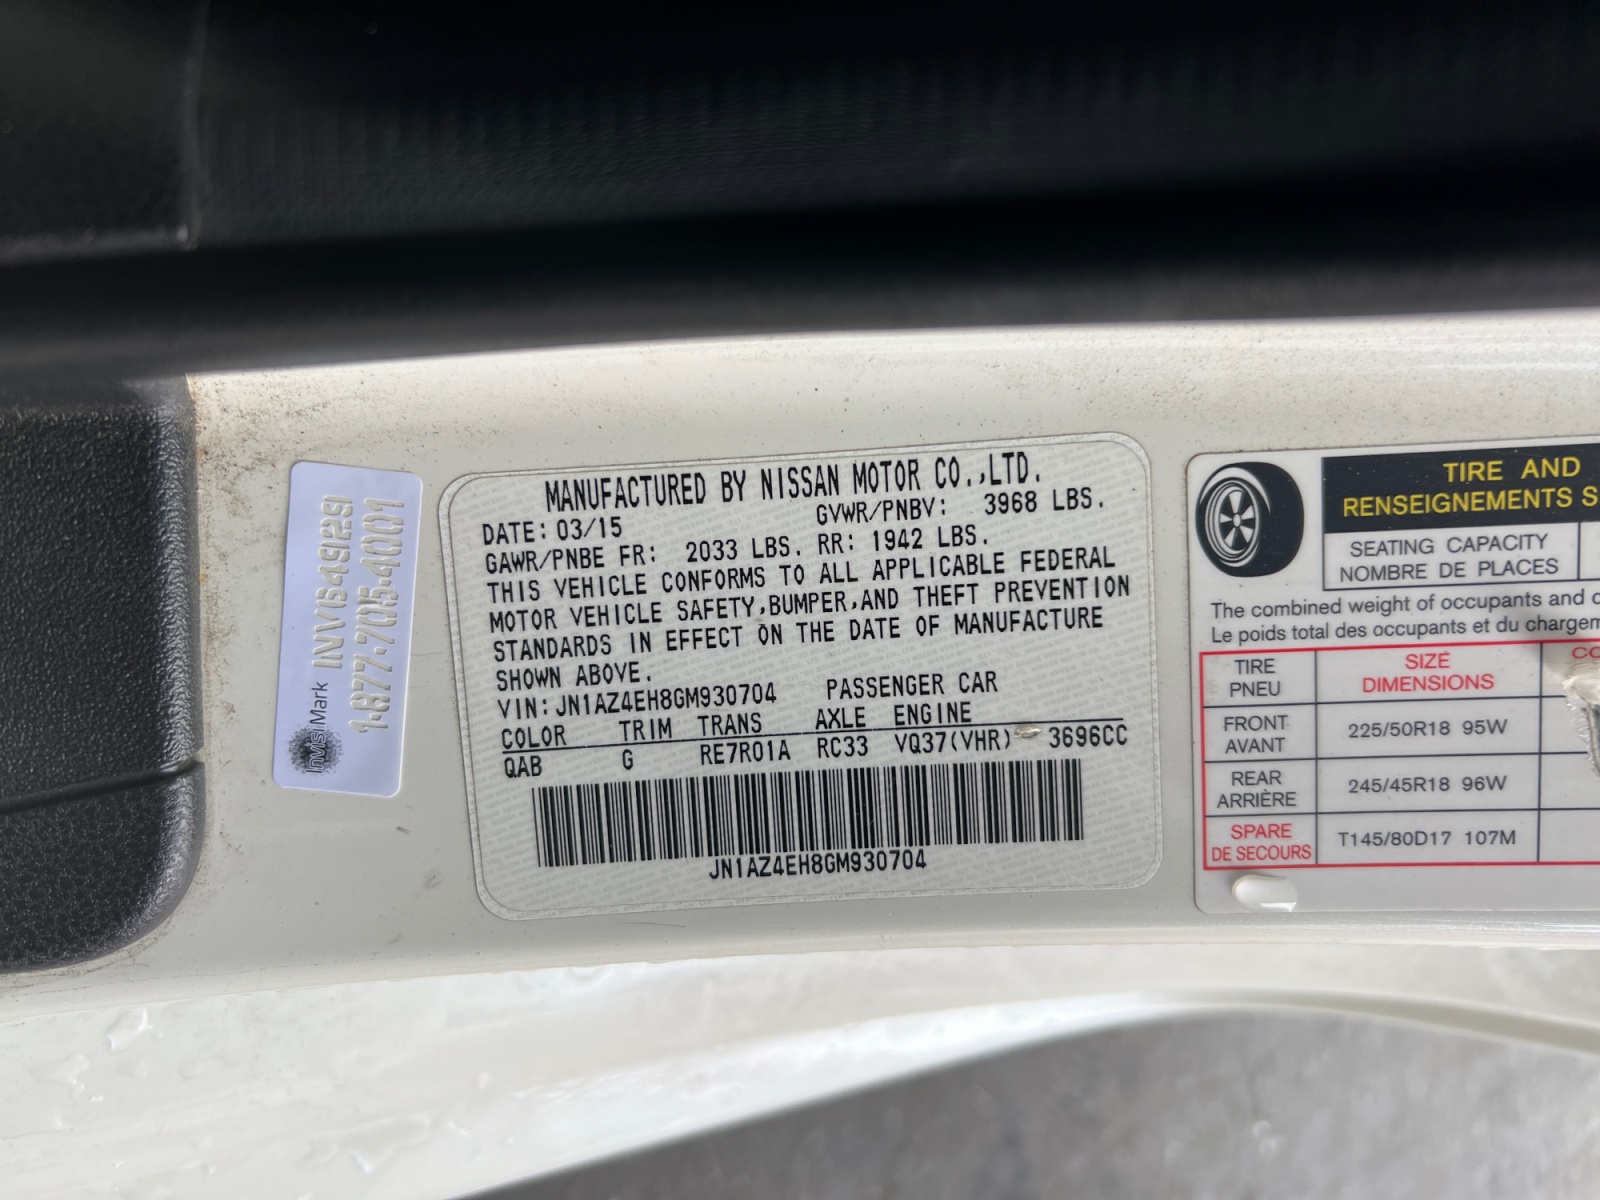 InvisiMark
INV15491291
1-877-705-4001
MANUFACTURED BY NISSAN MOTOR CO.,LTD.
DATE: 03/15
GVWR/PNBV: 3968 LBS.
GAWR/PNBE FR: 2033 LBS. RR: 1942 LBS.
THIS VEHICLE CONFORMS TO ALL APPLICABLE FEDERAL
MOTOR VEHICLE SAFETY,BUMPER,AND THEFT PREVENTION
STANDARDS IN EFFECT ON THE DATE OF MANUFACTURE
SHOWN ABOVE.
VIN: JN1AZ4EH8GM930704 PASSENGER CAR
COLOR TRIM TRANS AXLE ENGINE
QAB G RE7R01A RC33 VQ37(VHR) 3696CC
JN1AZ4EH8GM930704
TIRE AND
RENSEIGNEMENTS S
SEATING CAPACITY
NOMBRE DE PLACES
The combined weight of occupants and
Le poids total des occupants et du
TIRE SIZE
PNEU DIMENSIONS
FRONT 225/50R18 95W
AVANT
REAR 245/45R18 96W
ARRIÈRE
SPARE T145/80D17 107M
DE SECOURS